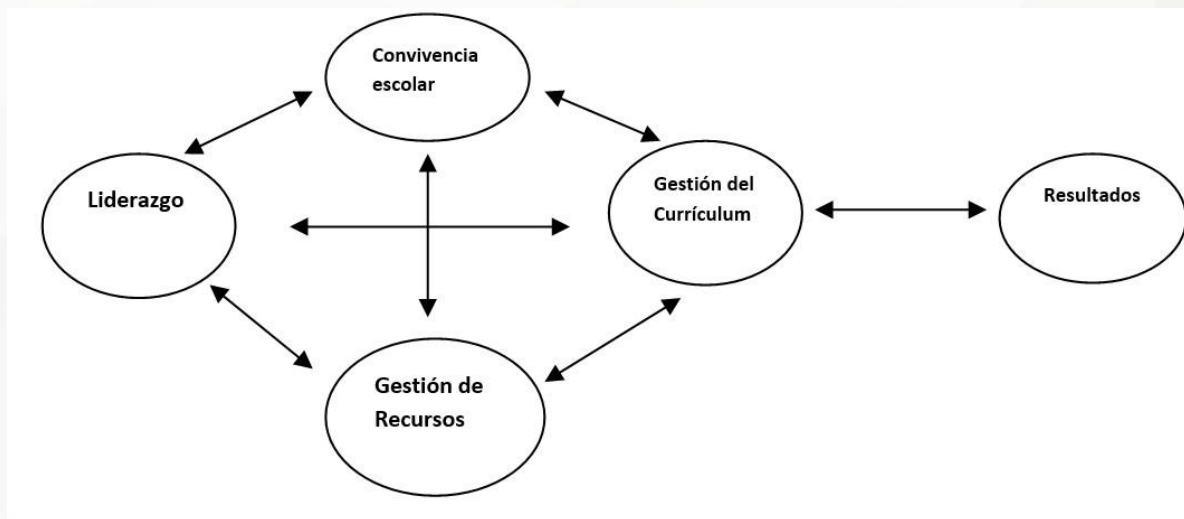 Convivencia
escolar
Liderazgo
Gestión del
Currículum
Resultados
Gestión de
Recursos